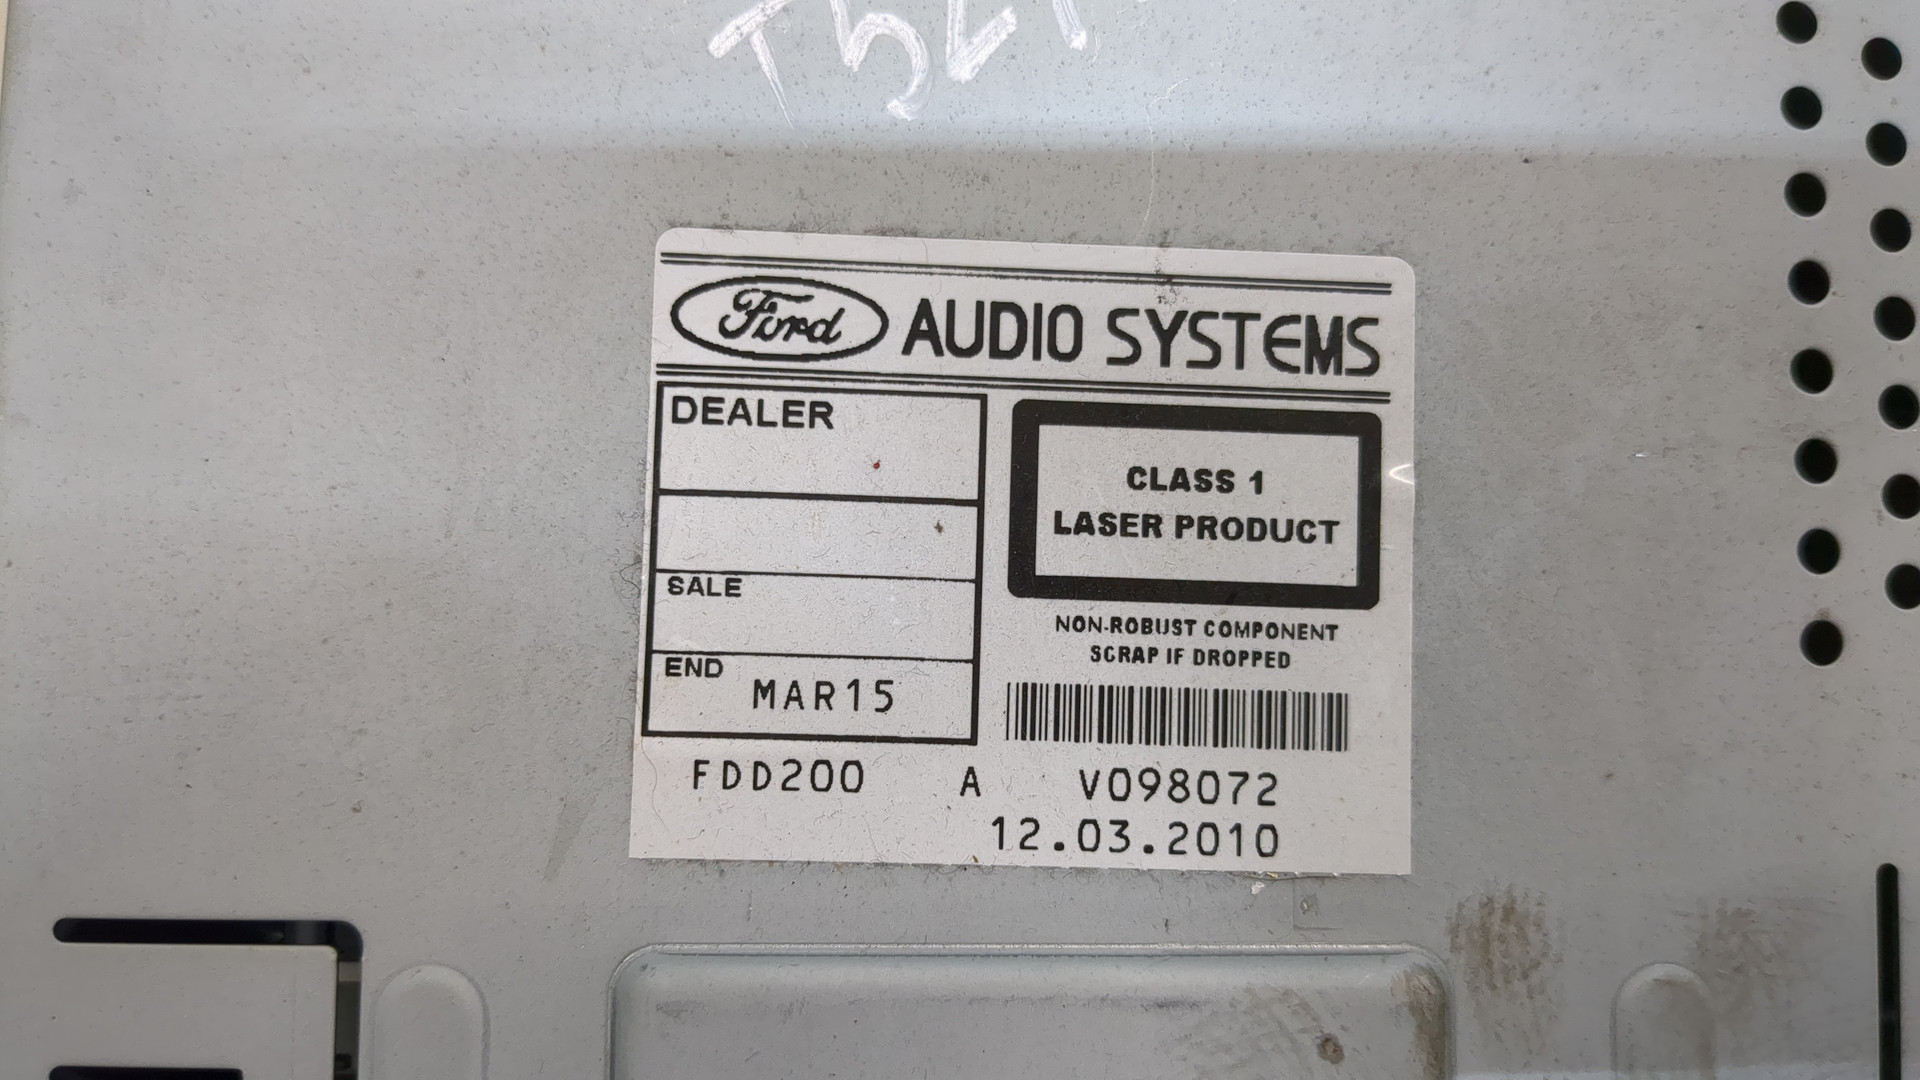 Ford AUDIO SYSTEMS
DEALER
CLASS 1
LASER PRODUCT
SALE
NON-ROBUST COMPONENT
SCRAP IF DROPPED
END MAR15
FDD200 A V098072
12.03.2010